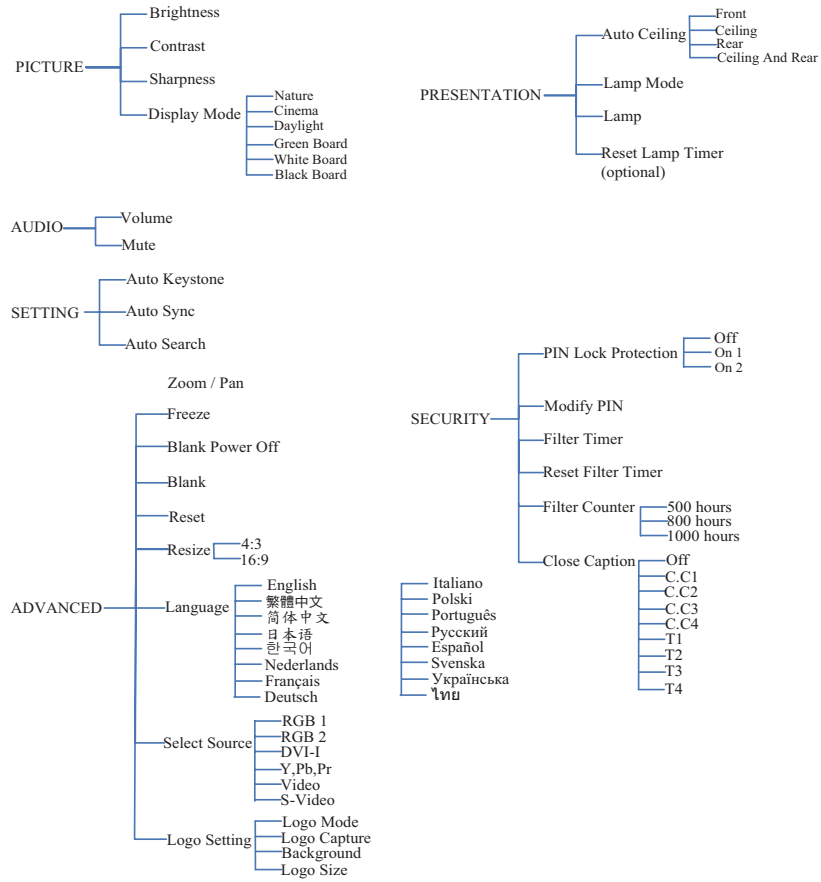 PICTURE
Brightness
Contrast
Sharpness
Display Mode
Nature
Cinema
Daylight
Green Board
White Board
Black Board
AUDIO
Volume
Mute
SETTING
Auto Keystone
Auto Sync
Auto Search
ADVANCED
Zoom / Pan
Freeze
Blank Power Off
Blank
Reset
Resize
4:3
16:9
Language
English
繁體中文
简体中文
日本语
한국어
Nederlands
Français
Deutsch
Italiano
Polski
Português
Русский
Español
Svenska
Українська
ไทย
Select Source
RGB 1
RGB 2
DVI-I
Y,Pb,Pr
Video
S-Video
Logo Setting
Logo Mode
Logo Capture
Background
Logo Size
PRESENTATION
Auto Ceiling
Front
Ceiling
Rear
Ceiling And Rear
Lamp Mode
Lamp
Reset Lamp Timer
(optional)
SECURITY
PIN Lock Protection
Off
On 1
On 2
Modify PIN
Filter Timer
Reset Filter Timer
Filter Counter
500 hours
800 hours
1000 hours
Close Caption
Off
C.C1
C.C2
C.C3
C.C4
T1
T2
T3
T4